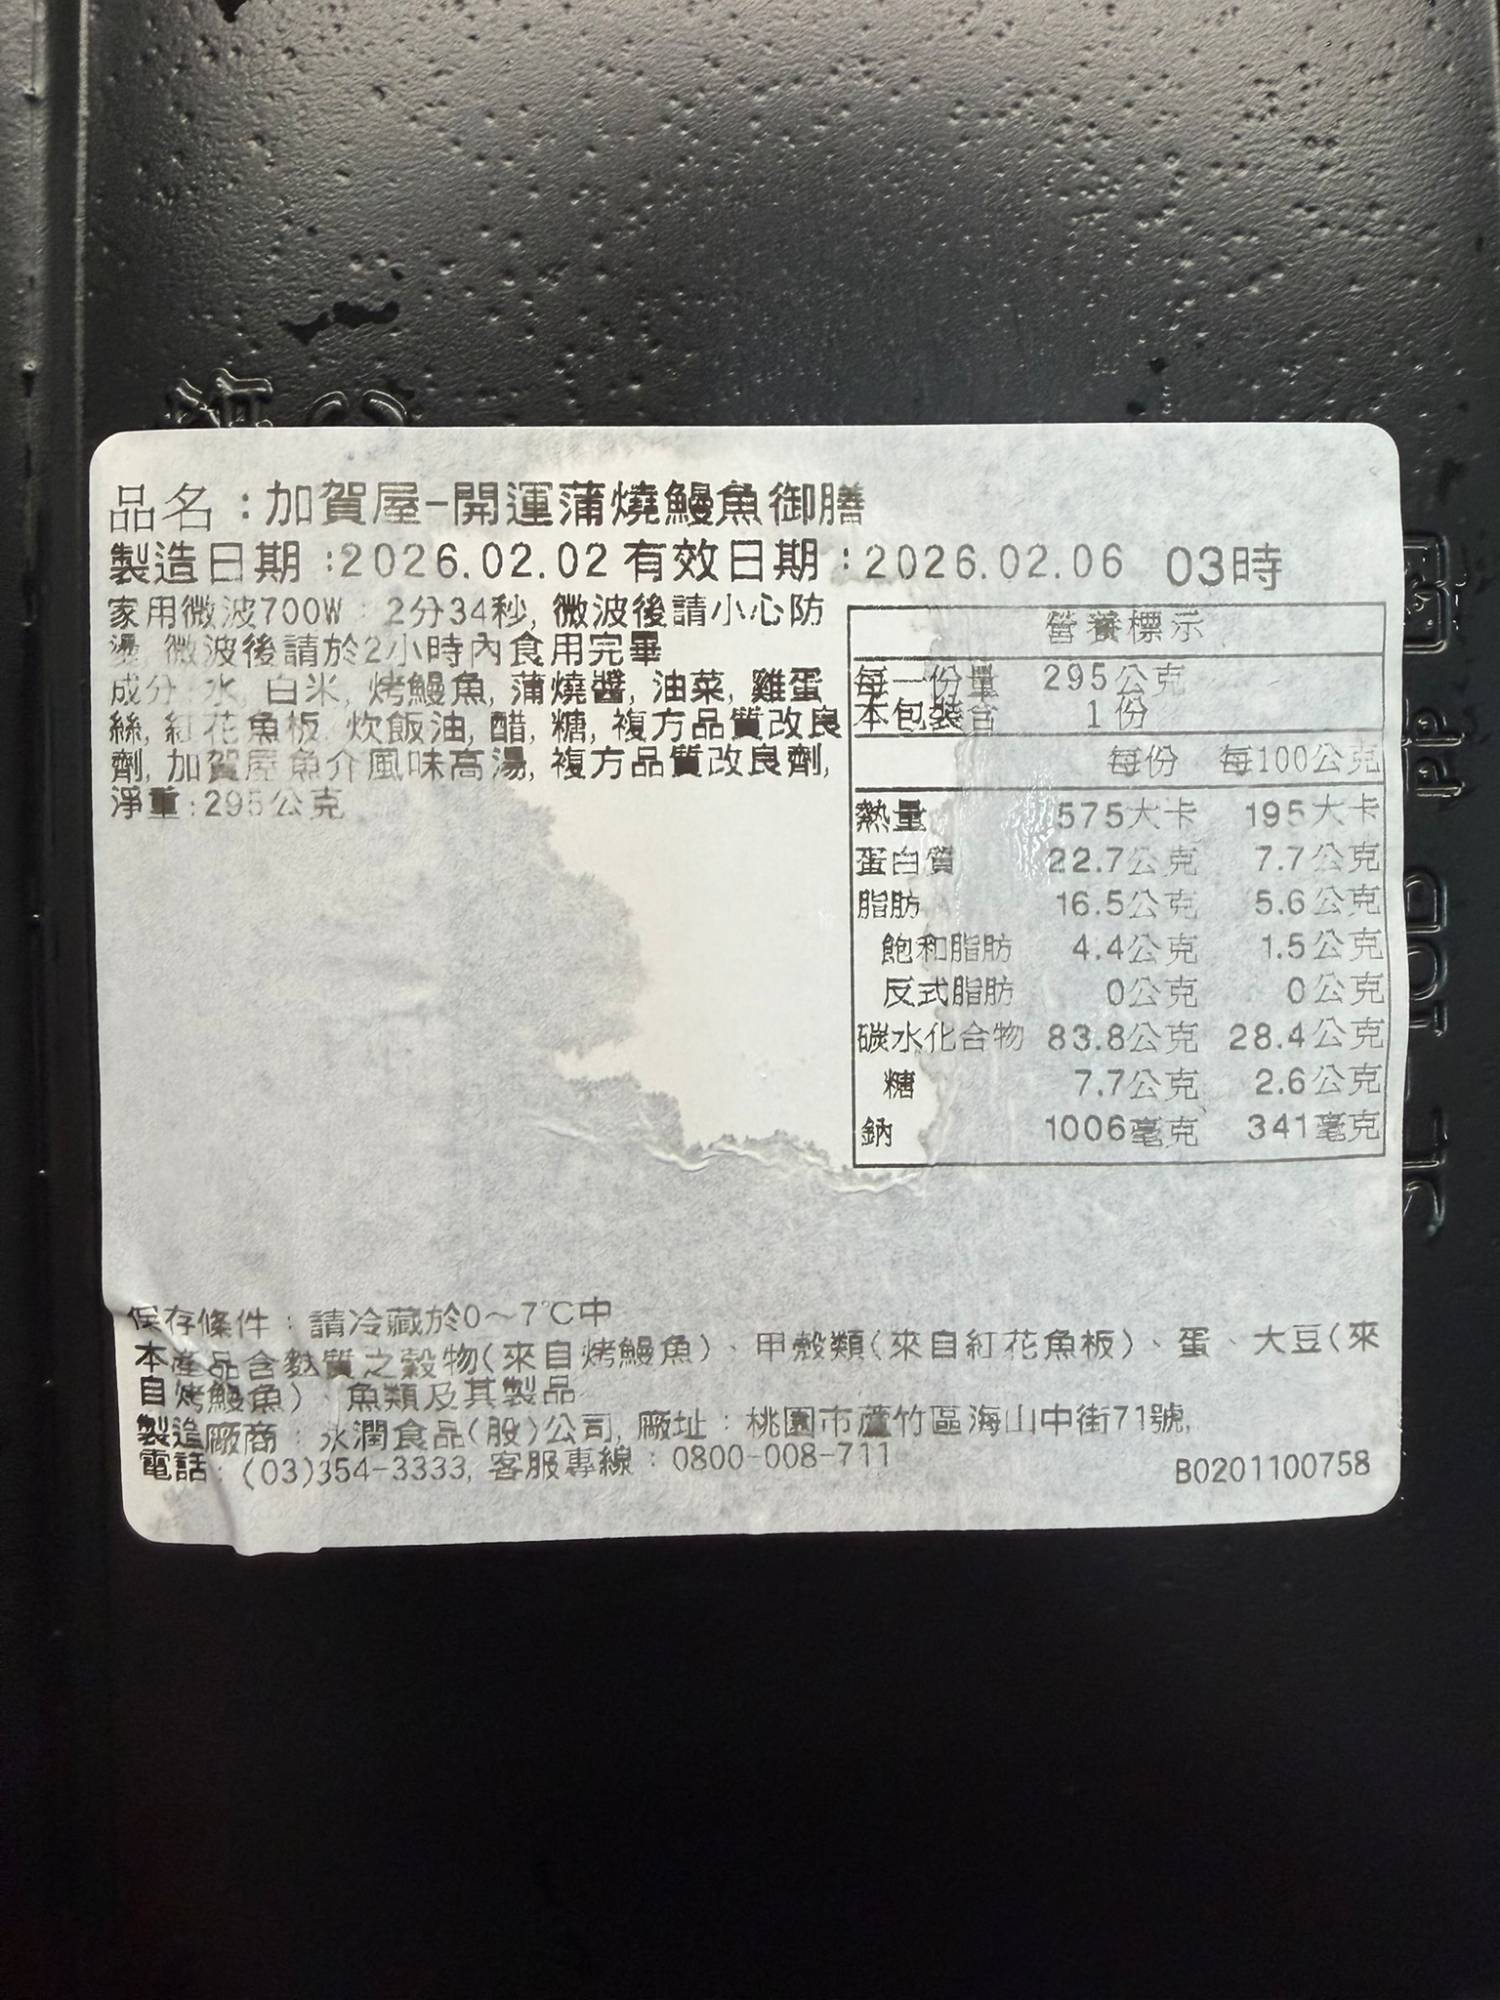 品名：加賀屋-開運蒲燒鰻魚御膳
製造日期：2026.02.02 有效日期：2026.02.06 03時
家用微波700W：2分34秒, 微波後請小心防
燙, 微波後請於2小時內食用完畢
成分：水, 白米, 烤鰻魚, 蒲燒醬, 油菜, 雞蛋
絲, 紅花魚板, 炊飯油, 醋, 糖, 複方品質改良
劑, 加賀屋魚介風味高湯, 複方品質改良劑,
淨重：295公克
營養標示
每一份量 295公克
本包裝含 1份
每份 每100公克
熱量 575大卡 195大卡
蛋白質 22.7公克 7.7公克
脂肪 16.5公克 5.6公克
飽和脂肪 4.4公克 1.5公克
反式脂肪 0公克 0公克
碳水化合物 83.8公克 28.4公克
糖 7.7公克 2.6公克
鈉 1006毫克 341毫克
保存條件：請冷藏於0～7℃中
本產品含麩質之穀物(來自烤鰻魚)、甲殼類(來自紅花魚板)、蛋、大豆(來
自烤鰻魚)、魚類及其製品
製造廠商：永潤食品(股)公司, 廠址：桃園市蘆竹區海山中街71號,
電話：(03)354-3333, 客服專線：0800-008-711
B0201100758